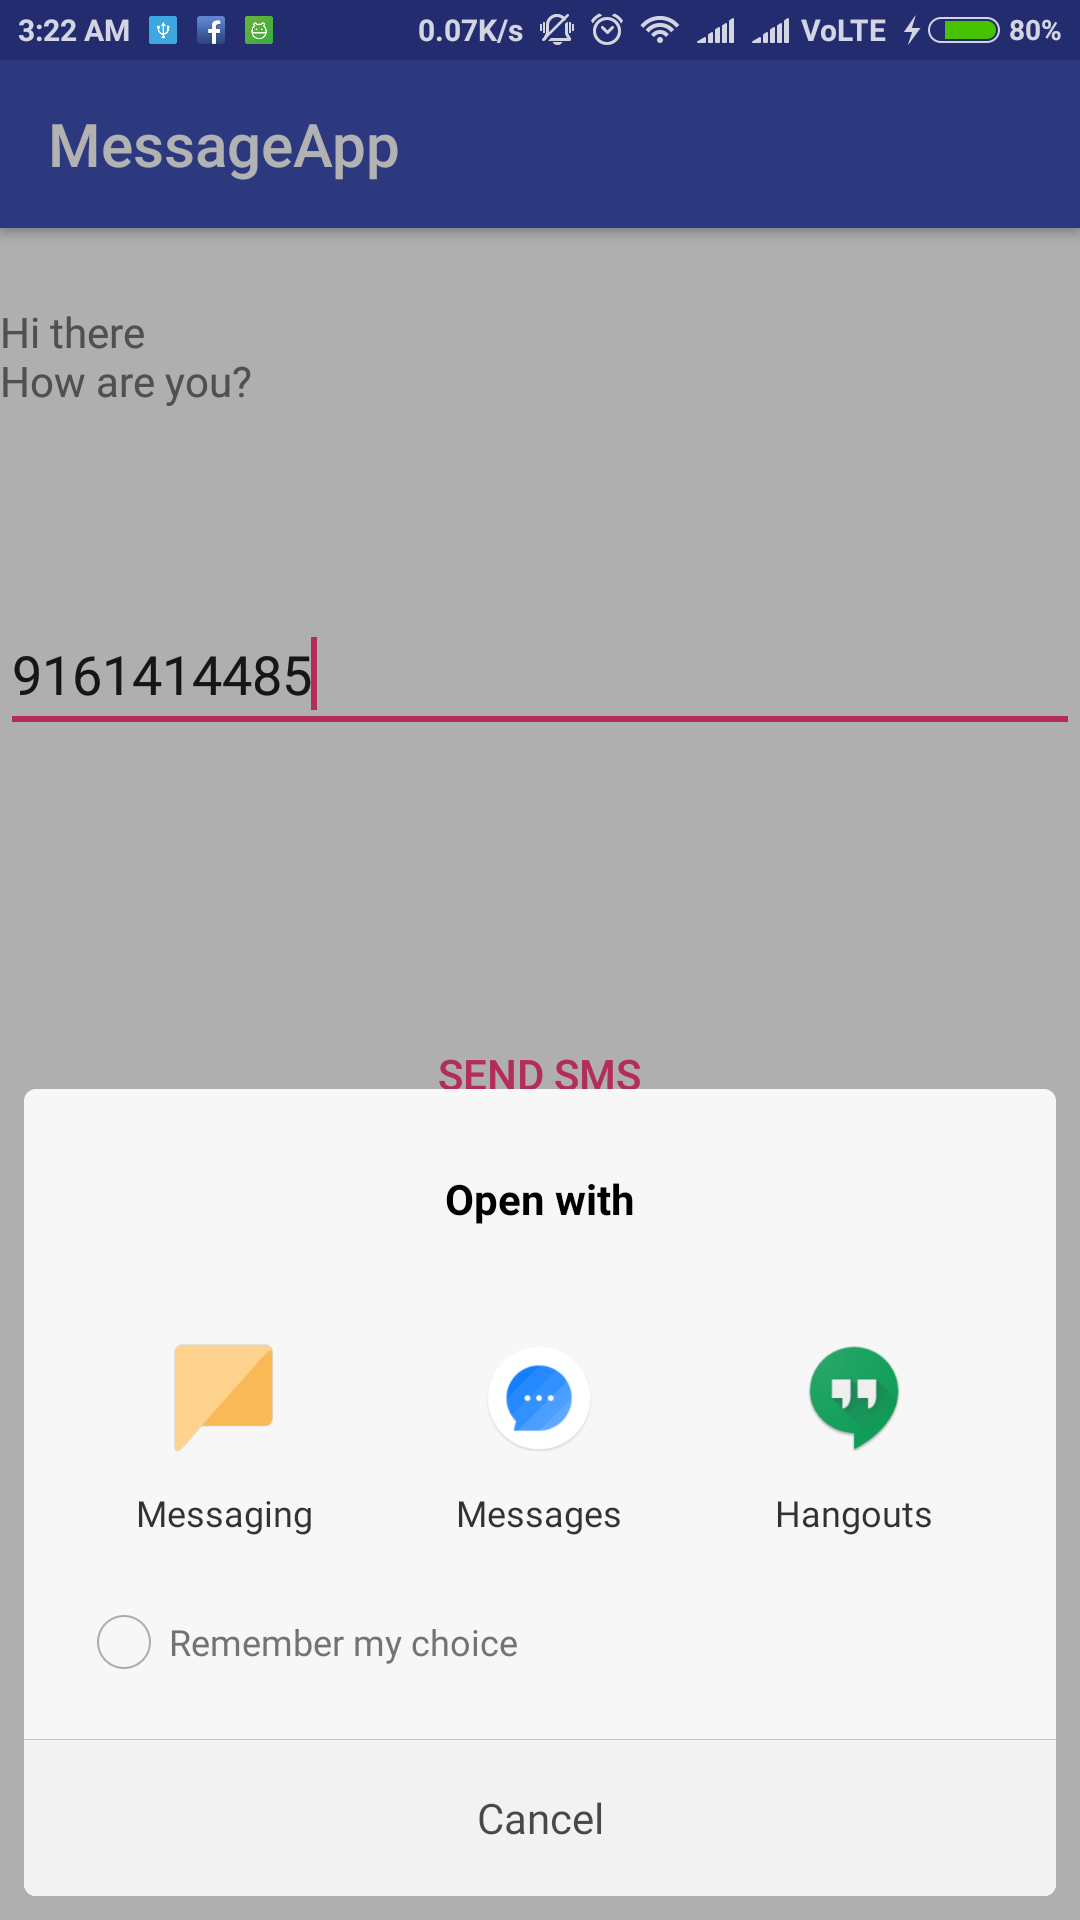 3:22 AM 0.07K/s VoLTE 80%
MessageApp
Hi there
How are you?
9161414485
SEND SMS
Open with
Messaging Messages Hangouts
Remember my choice
Cancel